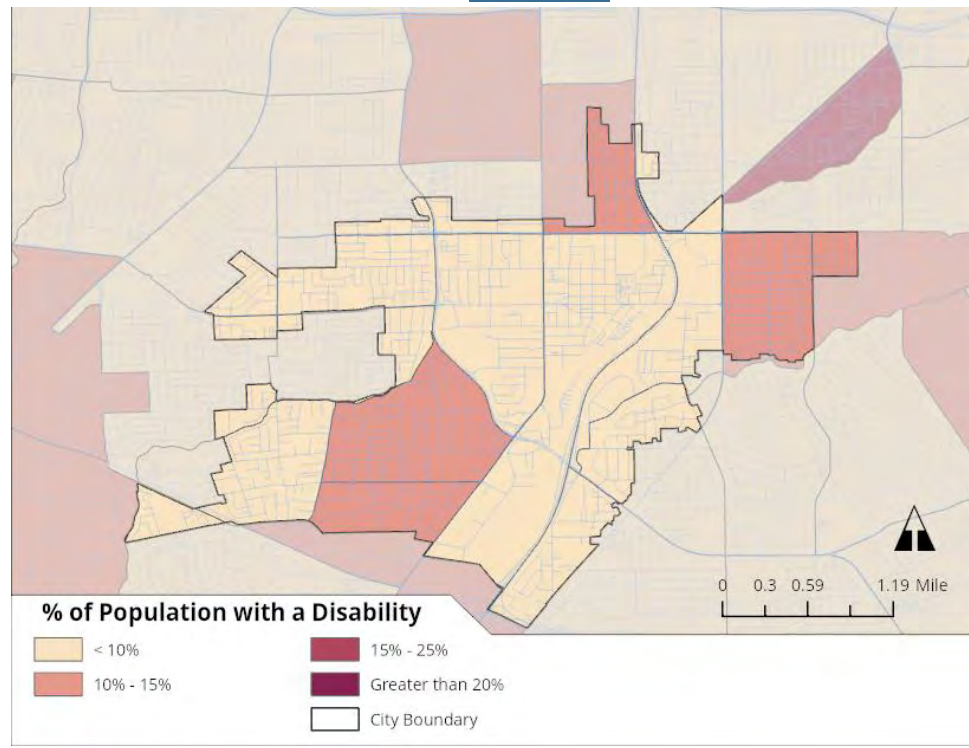 0 0.3 0.59 1.19 Mile
% of Population with a Disability
< 10%
10% - 15%
15% - 25%
Greater than 20%
City Boundary